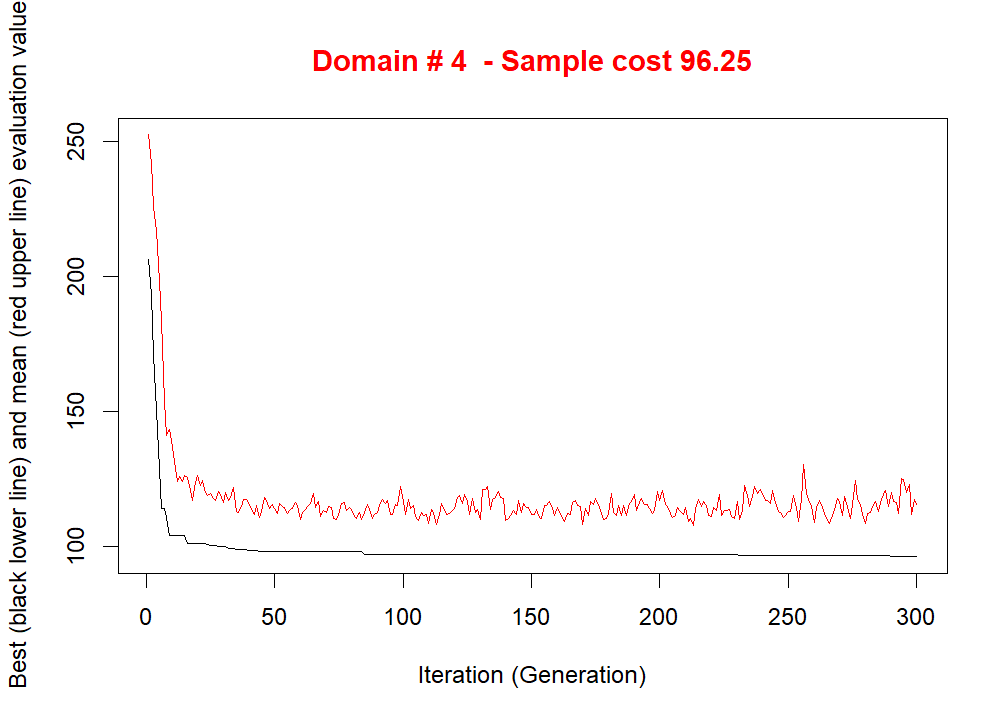 Domain # 4  - Sample cost 96.25
Best (black lower line) and mean (red upper line) evaluation value
250
200
150
100
0 50 100 150 200 250 300
Iteration (Generation)